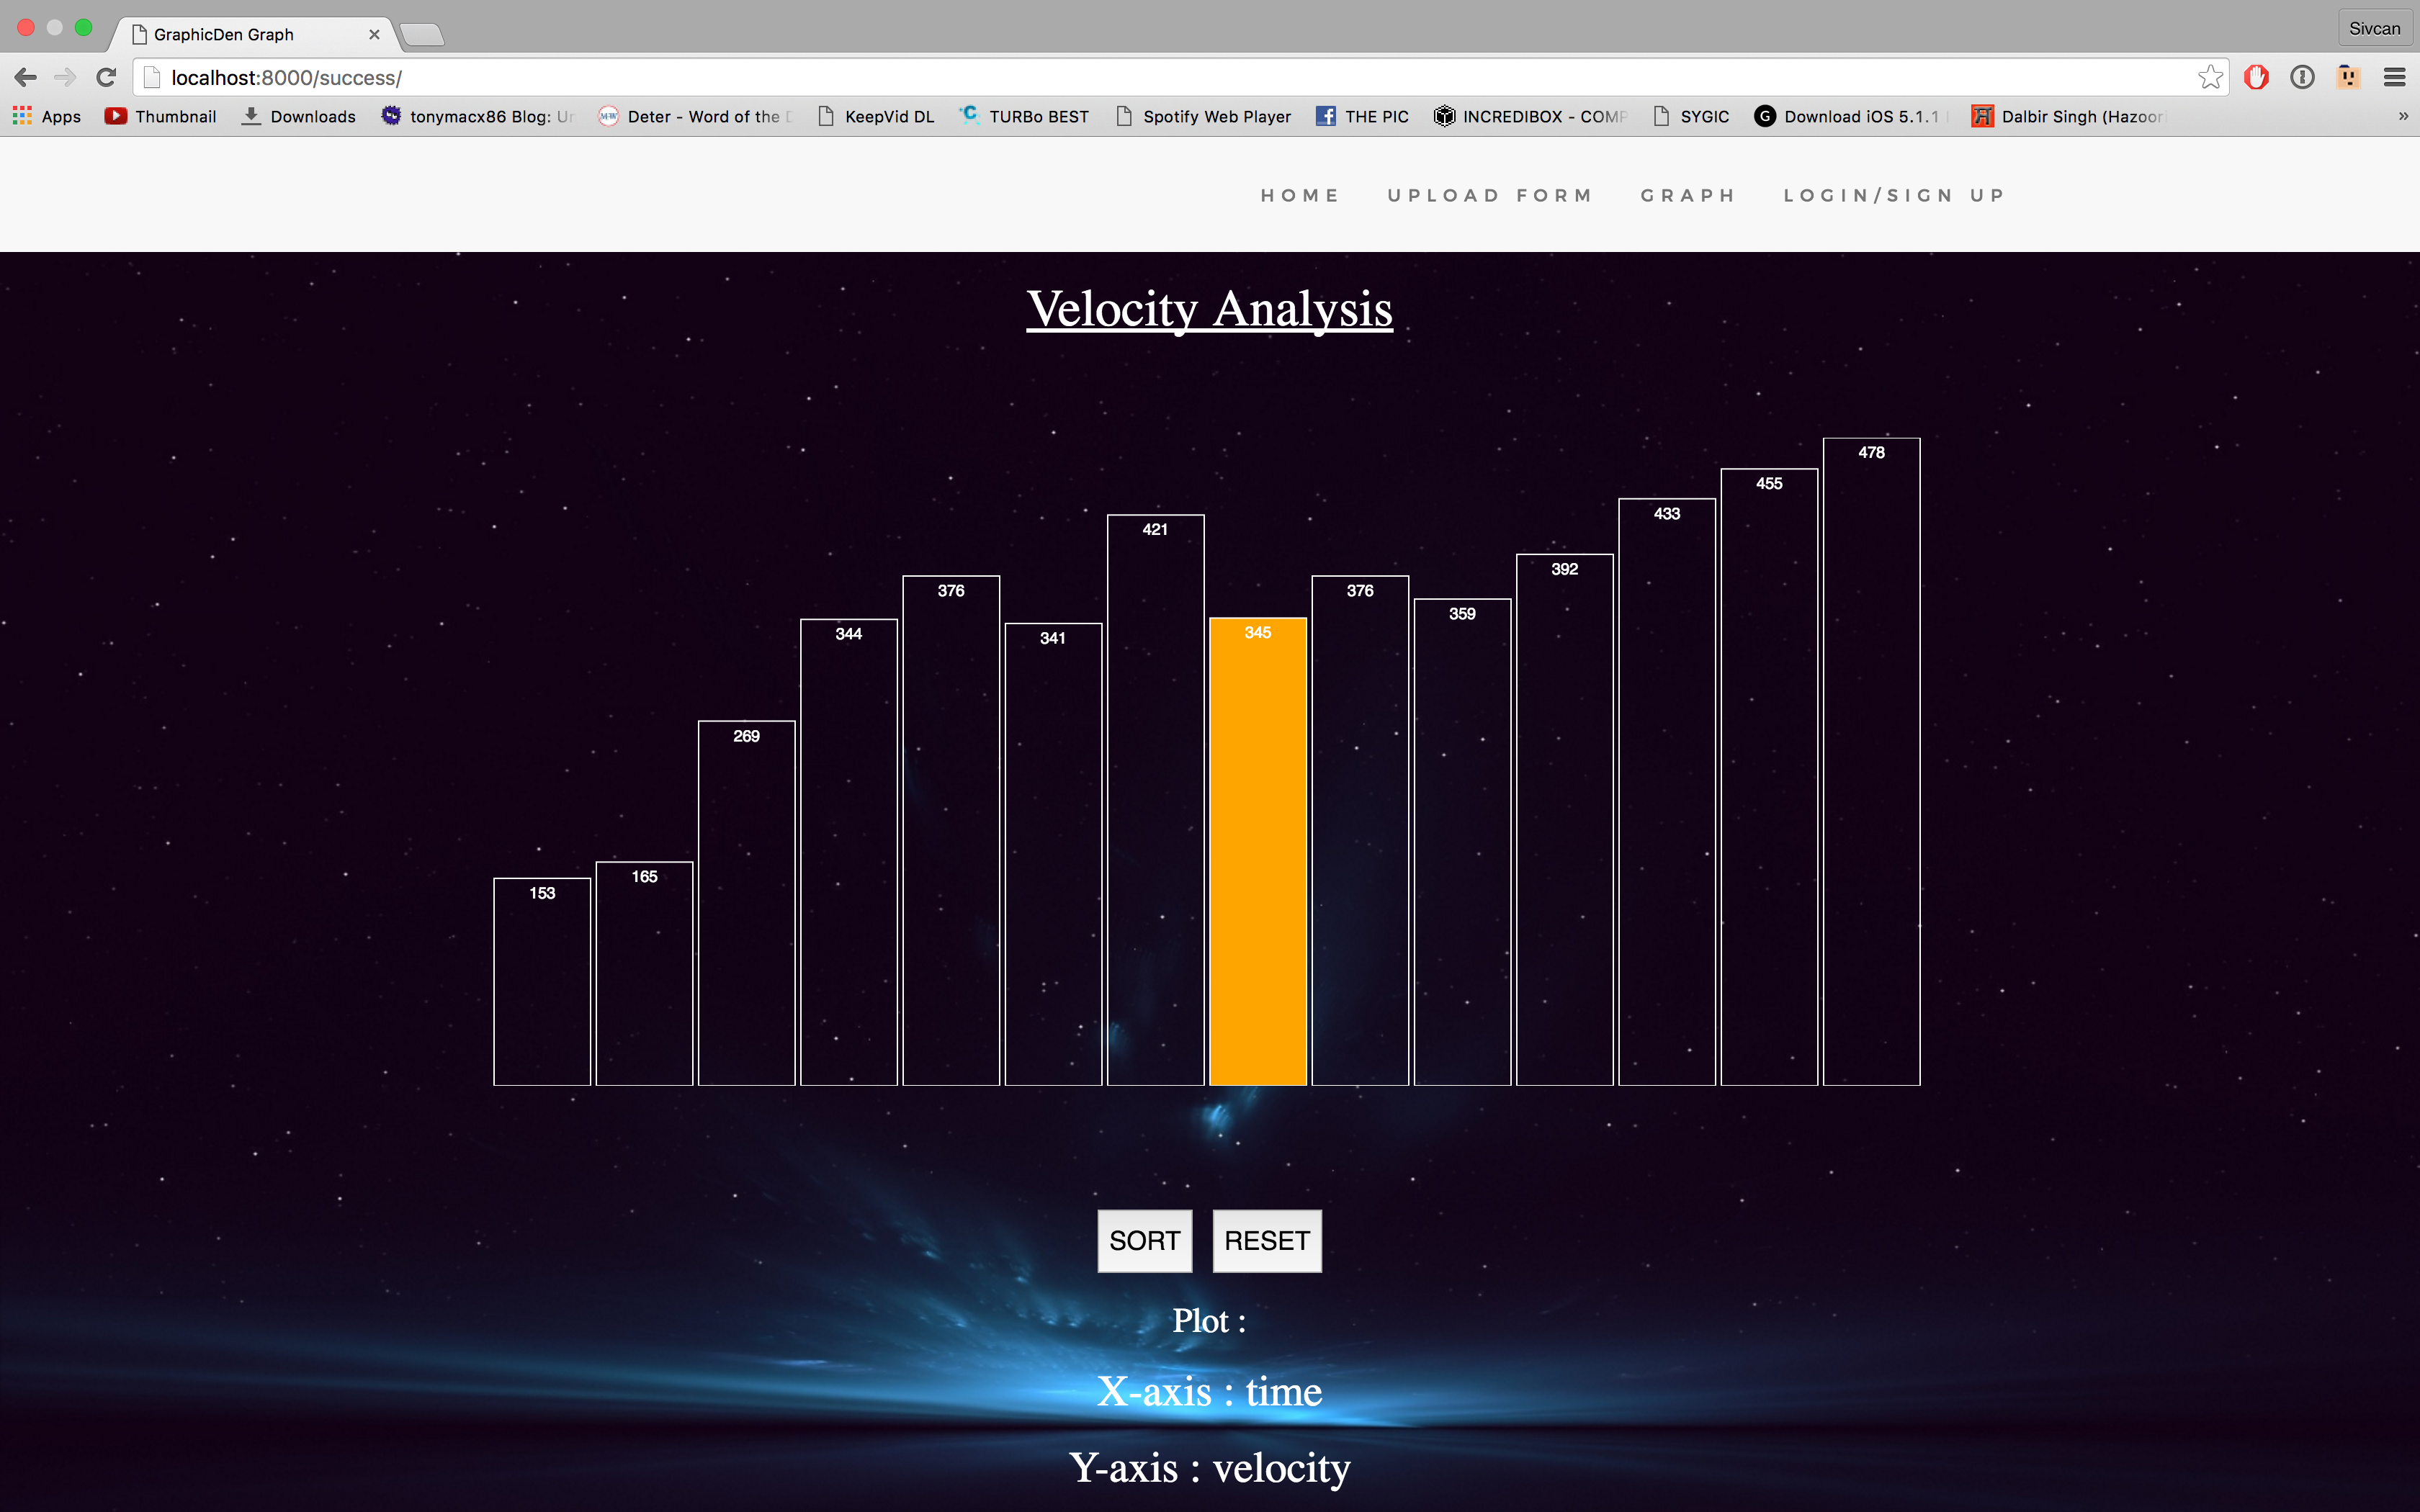 GraphicDen Graph
Sivcan
localhost:8000/success/
Apps Thumbnail Downloads tonymacx86 Blog: Deter - Word of the KeepVid DL TURBo BEST Spotify Web Player THE PIC INCREDIBOX - COMP SYGIC Download iOS 5.1.1 Dalbir Singh (Hazoor
HOME UPLOAD FORM GRAPH LOGIN/SIGN UP
Velocity Analysis
153 165 269 344 376 341 421 345 376 359 392 433 455 478
SORT RESET
Plot :
X-axis : time
Y-axis : velocity